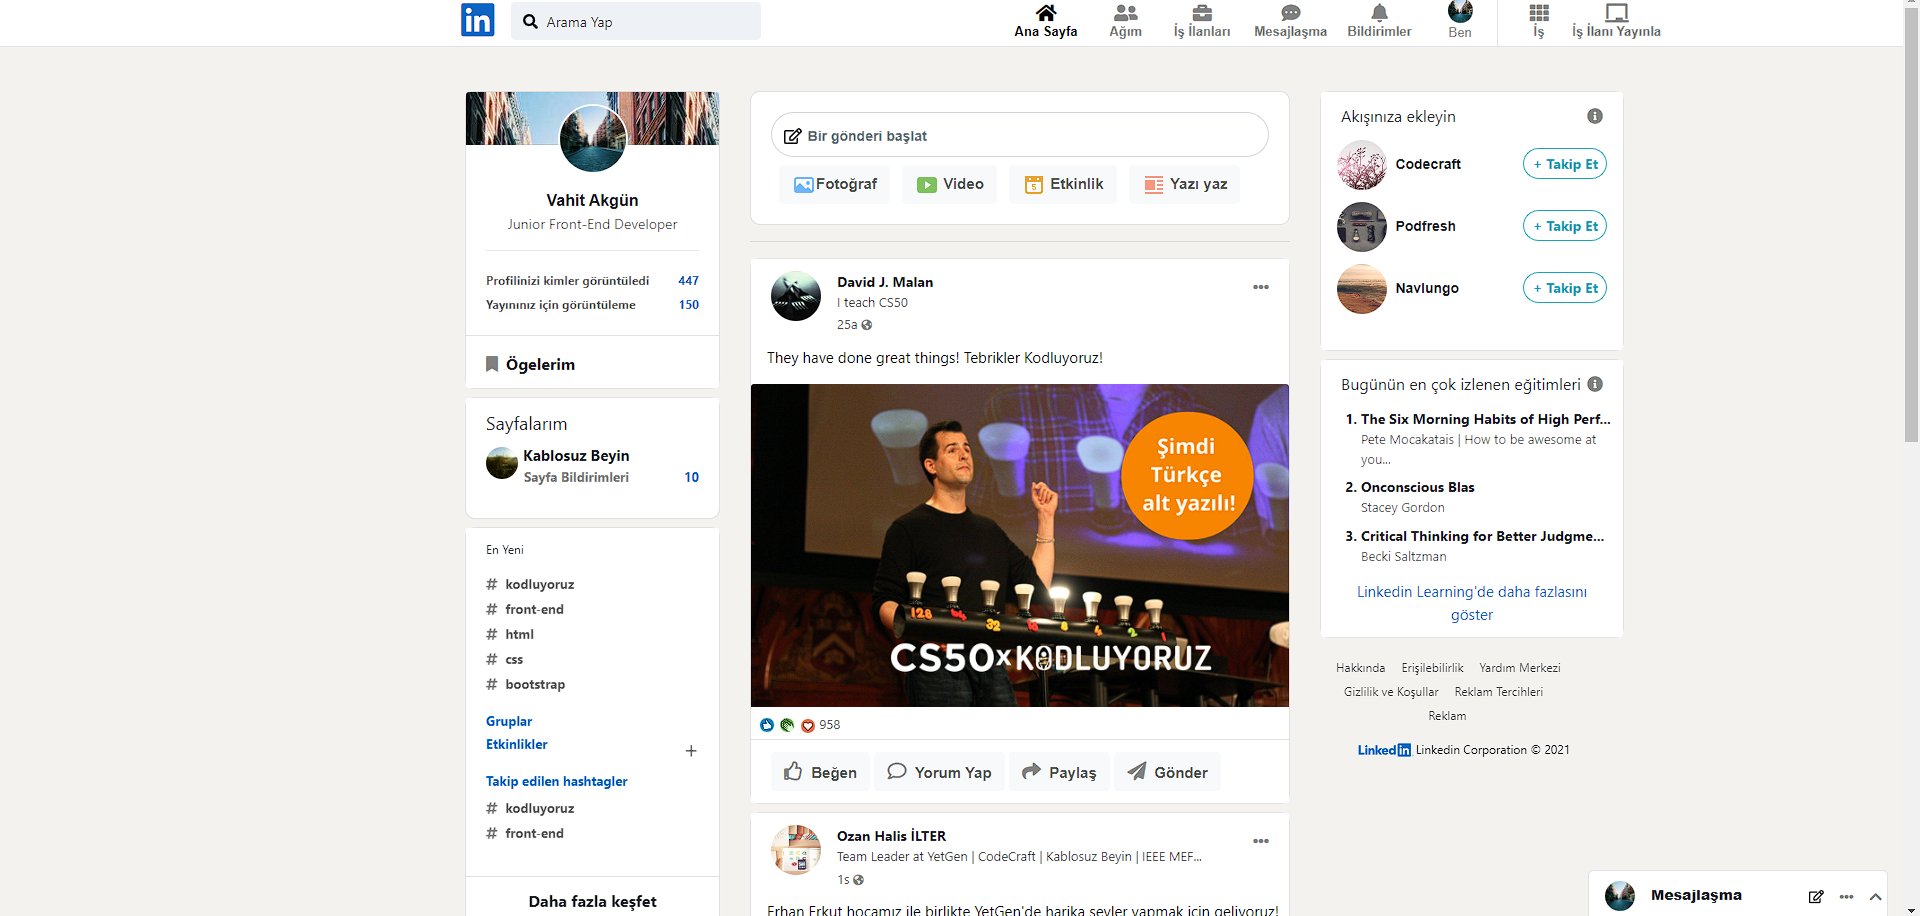 in
Arama Yap
Ana Sayfa
Ağım
İş İlanları
Mesajlaşma
Bildirimler
Ben
İş
İş İlanı Yayınla
Vahit Akgün
Junior Front-End Developer
Profilinizi kimler görüntüledi 447
Yayınınız için görüntüleme 150
Ögelerim
Sayfalarım
Kablosuz Beyin
Sayfa Bildirimleri 10
En Yeni
# kodluyoruz
# front-end
# html
# css
# bootstrap
Gruplar
Etkinlikler
+
Takip edilen hashtagler
# kodluyoruz
# front-end
Daha fazla keşfet
Bir gönderi başlat
Fotoğraf
Video
5
Etkinlik
Yazı yaz
David J. Malan
I teach CS50
25a
They have done great things! Tebrikler Kodluyoruz!
Şimdi
Türkçe
alt yazılı!
128 64 32 16 8 4 2 1
CS50xKODLUYORUZ
958
Beğen
Yorum Yap
Paylaş
Gönder
Ozan Halis İLTER
Team Leader at YetGen | CodeCraft | Kablosuz Beyin | IEEE MEF...
1s
Erhan Erkut hocamız ile birlikte YetGen'de harika şeyler yapmak için geliyoruz!
Akışınıza ekleyin
Codecraft
+ Takip Et
Podfresh
+ Takip Et
Navlungo
+ Takip Et
Bugünün en çok izlenen eğitimleri
1. The Six Morning Habits of High Perf...
Pete Mocakatais | How to be awesome at
you...
2. Onconscious Blas
Stacey Gordon
3. Critical Thinking for Better Judgme...
Becki Saltzman
Linkedin Learning'de daha fazlasını
göster
Hakkında Erişilebilirlik Yardım Merkezi
Gizlilik ve Koşullar Reklam Tercihleri
Reklam
Linkedin Linkedin Corporation © 2021
Mesajlaşma